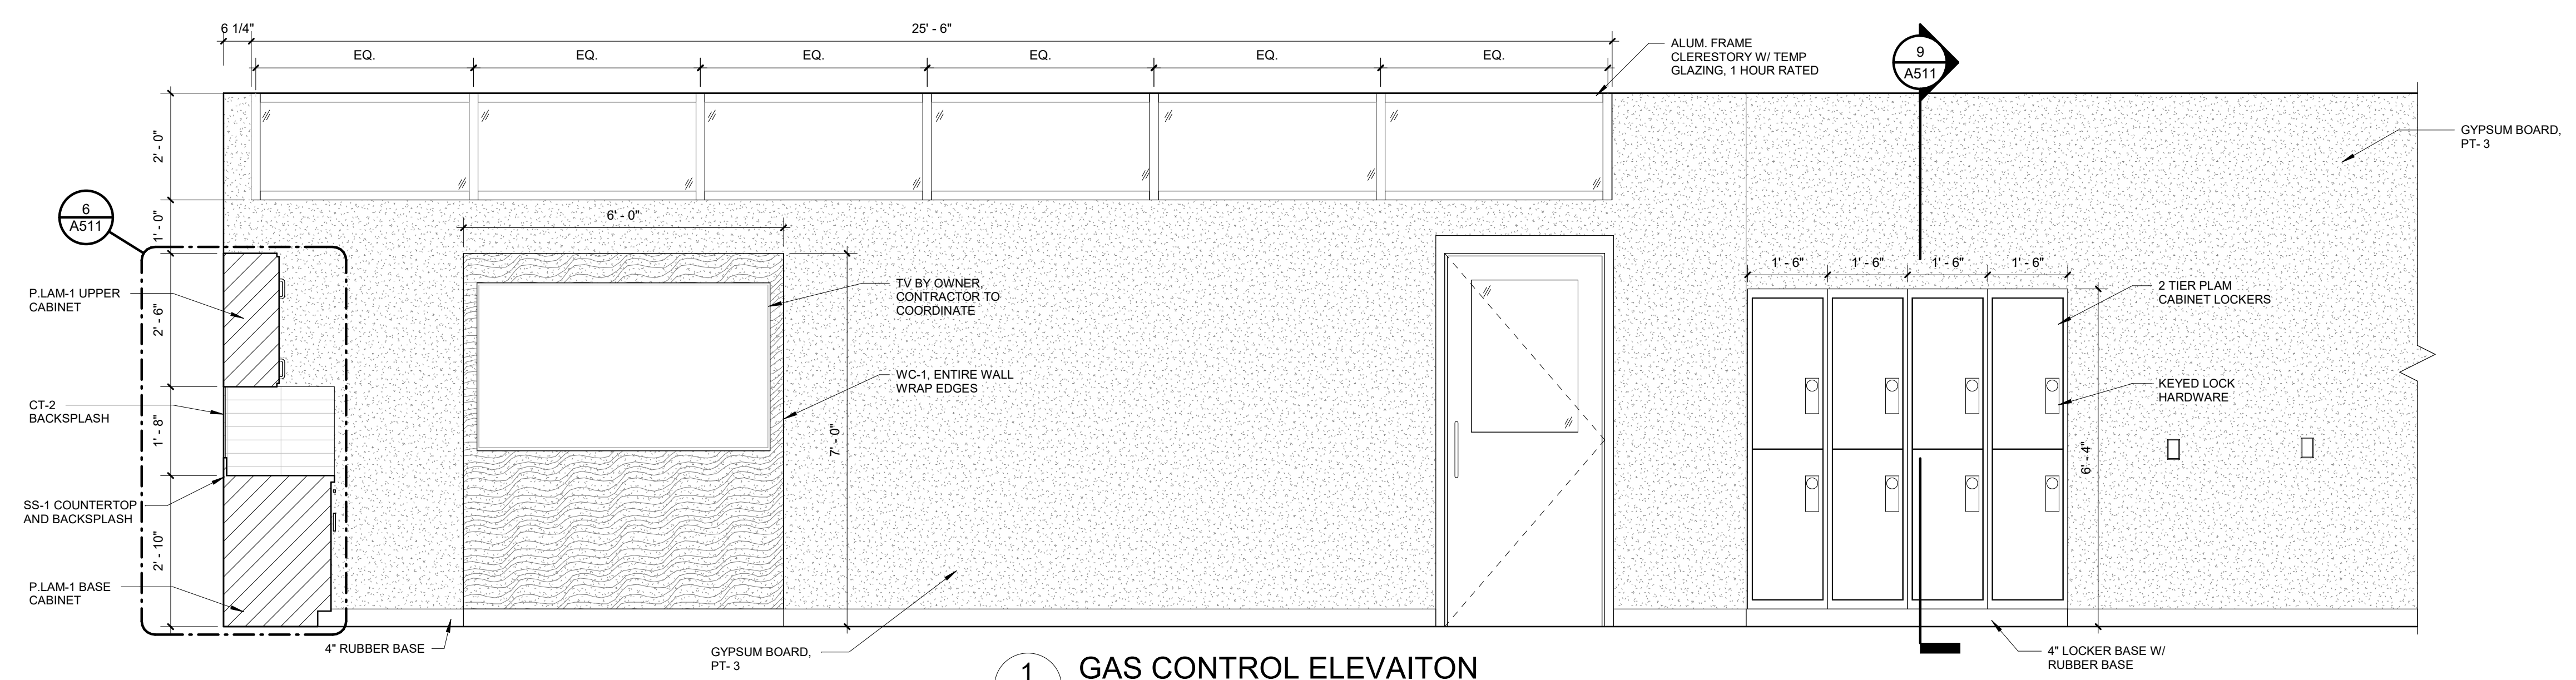 6 1/4"
25' - 6"
EQ.
EQ.
EQ.
EQ.
EQ.
EQ.
ALUM. FRAME
CLERESTORY W/ TEMP
GLAZING, 1 HOUR RATED
9
A511
GYPSUM BOARD,
PT- 3
2' - 0"
1' - 0"
2' - 6"
1' - 8"
2' - 10"
6
A511
P.LAM-1 UPPER
CABINET
CT-2
BACKSPLASH
SS-1 COUNTERTOP
AND BACKSPLASH
P.LAM-1 BASE
CABINET
6' - 0"
7' - 0"
TV BY OWNER,
CONTRACTOR TO
COORDINATE
WC-1, ENTIRE WALL
WRAP EDGES
1' - 6"
1' - 6"
1' - 6"
1' - 6"
2 TIER PLAM
CABINET LOCKERS
KEYED LOCK
HARDWARE
6' - 4"
4" RUBBER BASE
GYPSUM BOARD,
PT- 3
4" LOCKER BASE W/
RUBBER BASE
1
GAS CONTROL ELEVAITON